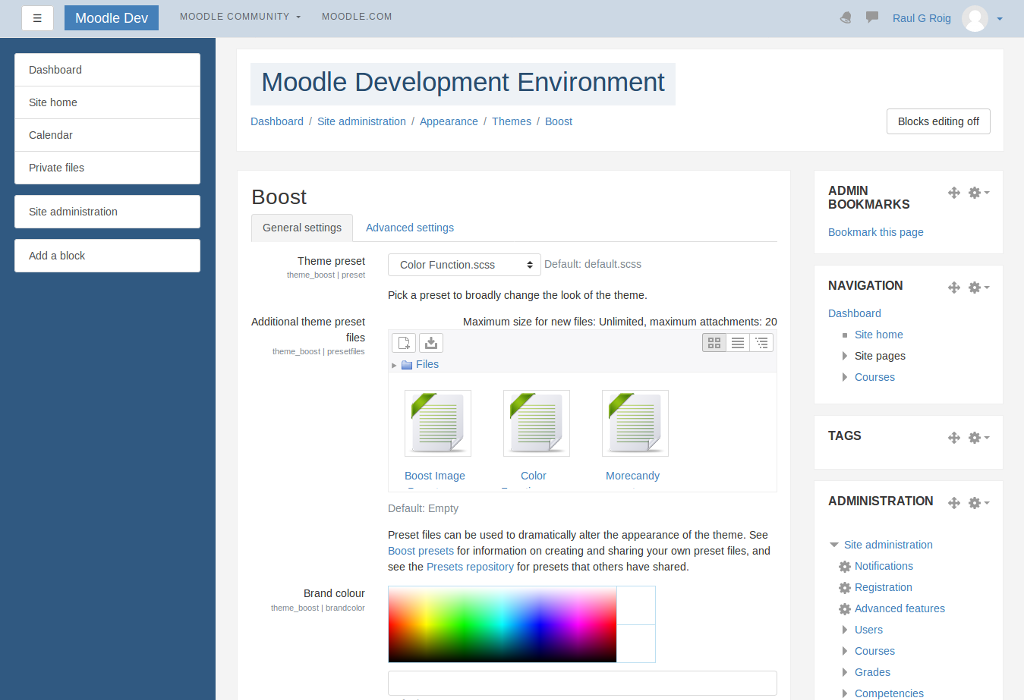 ☰ Moodle Dev MOODLE COMMUNITY MOODLE.COM Raul G Roig
Dashboard
Site home
Calendar
Private files
Site administration
Add a block
Moodle Development Environment
Dashboard / Site administration / Appearance / Themes / Boost
Blocks editing off
Boost
General settings Advanced settings
Theme preset
theme_boost | preset
Color Function.scss Default: default.scss
Pick a preset to broadly change the look of the theme.
Additional theme preset
files
theme_boost | presetfiles
Maximum size for new files: Unlimited, maximum attachments: 20
Files
Boost Image
Color
Morecandy
Default: Empty
Preset files can be used to dramatically alter the appearance of the theme. See
Boost presets for information on creating and sharing your own preset files, and
see the Presets repository for presets that others have shared.
Brand colour
theme_boost | brandcolor
ADMIN
BOOKMARKS
Bookmark this page
NAVIGATION
Dashboard
Site home
Site pages
Courses
TAGS
ADMINISTRATION
Site administration
Notifications
Registration
Advanced features
Users
Courses
Grades
Competencies